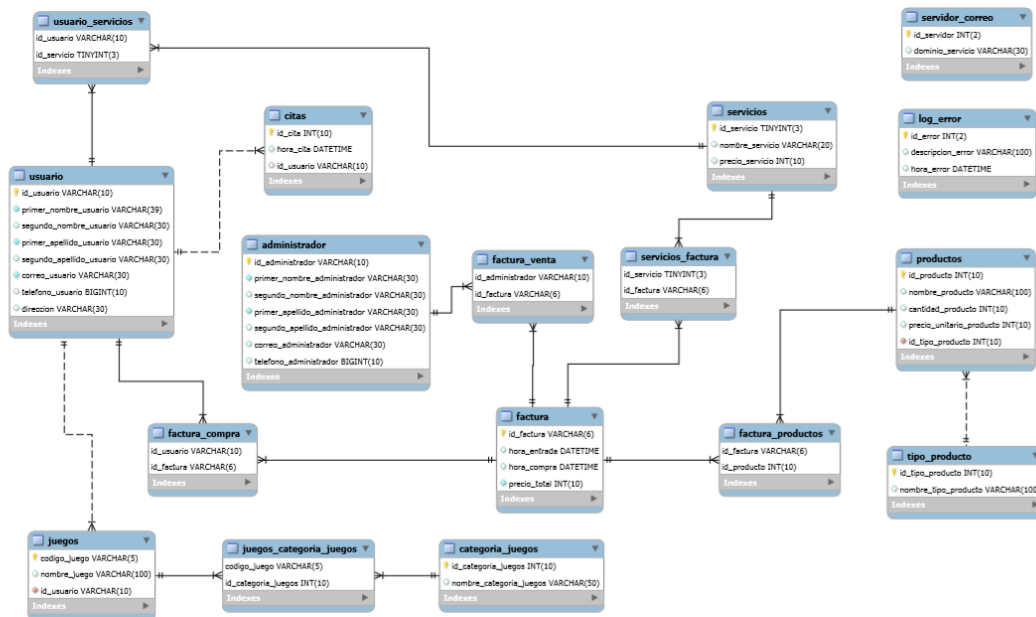 usuario_servicios
id_usuario VARCHAR(10)
id_servicio TINYINT(3)
Indexes
servidor_correo
id_servidor INT(2)
dominio_servicio VARCHAR(30)
Indexes
citas
id_cita INT(10)
hora_cita DATETIME
id_usuario VARCHAR(10)
Indexes
servicios
id_servicio TINYINT(3)
nombre_servicio VARCHAR(20)
precio_servicio INT(10)
Indexes
log_error
id_error INT(2)
descripcion_error VARCHAR(100)
hora_error DATETIME
Indexes
usuario
id_usuario VARCHAR(10)
primer_nombre_usuario VARCHAR(39)
segundo_nombre_usuario VARCHAR(30)
primer_apellido_usuario VARCHAR(30)
segundo_apellido_usuario VARCHAR(30)
correo_usuario VARCHAR(30)
telefono_usuario BIGINT(10)
direccion VARCHAR(30)
Indexes
administrador
id_administrador VARCHAR(10)
primer_nombre_administrador VARCHAR(30)
segundo_nombre_administrador VARCHAR(30)
primer_apellido_administrador VARCHAR(30)
segundo_apellido_administrador VARCHAR(30)
correo_administrador VARCHAR(30)
telefono_administrador BIGINT(10)
Indexes
factura_venta
id_administrador VARCHAR(10)
id_factura VARCHAR(6)
Indexes
servicios_factura
id_servicio TINYINT(3)
id_factura VARCHAR(6)
Indexes
productos
id_producto INT(10)
nombre_producto VARCHAR(100)
cantidad_producto INT(10)
precio_unitario_producto INT(10)
id_tipo_producto INT(10)
Indexes
factura_compra
id_usuario VARCHAR(10)
id_factura VARCHAR(6)
Indexes
factura
id_factura VARCHAR(6)
hora_entrada DATETIME
hora_compra DATETIME
precio_total INT(10)
Indexes
factura_productos
id_factura VARCHAR(6)
id_producto INT(10)
Indexes
tipo_producto
id_tipo_producto INT(10)
nombre_tipo_producto VARCHAR(100
Indexes
juegos
codigo_juego VARCHAR(5)
nombre_juego VARCHAR(100)
id_usuario VARCHAR(10)
Indexes
juegos_categoria_juegos
codigo_juego VARCHAR(5)
id_categoria_juegos INT(10)
Indexes
categoria_juegos
id_categoria_juegos INT(10)
nombre_categoria_juegos VARCHAR(50)
Indexes